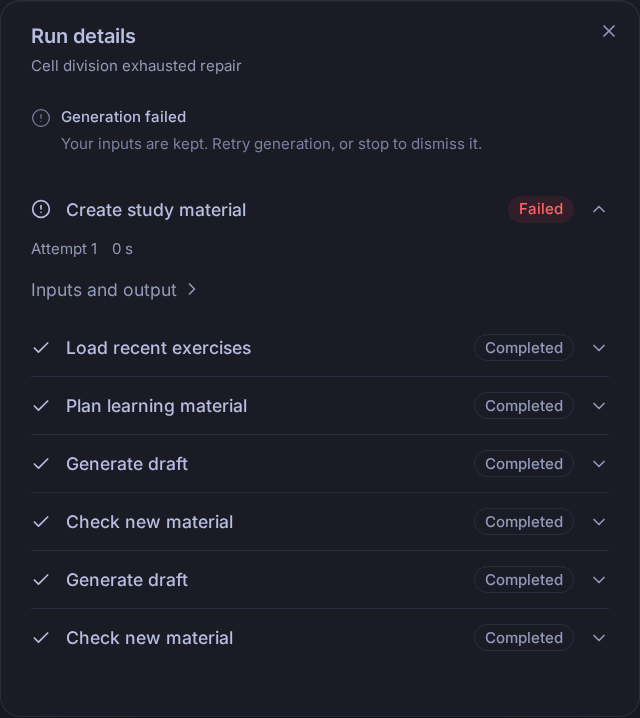 Run details
Cell division exhausted repair
Generation failed
Your inputs are kept. Retry generation, or stop to dismiss it.
Create study material Failed
Attempt 1 0 s
Inputs and output
Load recent exercises Completed
Plan learning material Completed
Generate draft Completed
Check new material Completed
Generate draft Completed
Check new material Completed